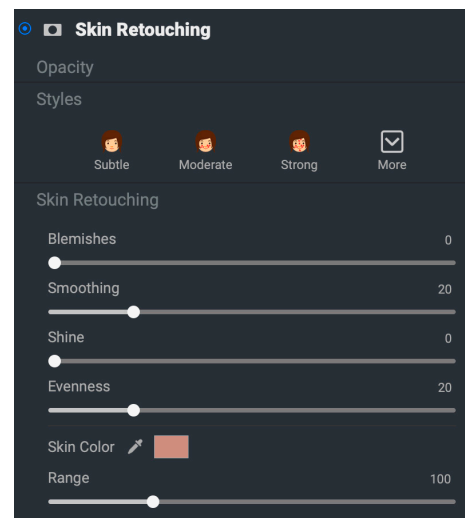 Skin Retouching
Opacity
Styles
Subtle Moderate Strong More
Skin Retouching
Blemishes 0
Smoothing 20
Shine 0
Evenness 20
Skin Color
Range 100